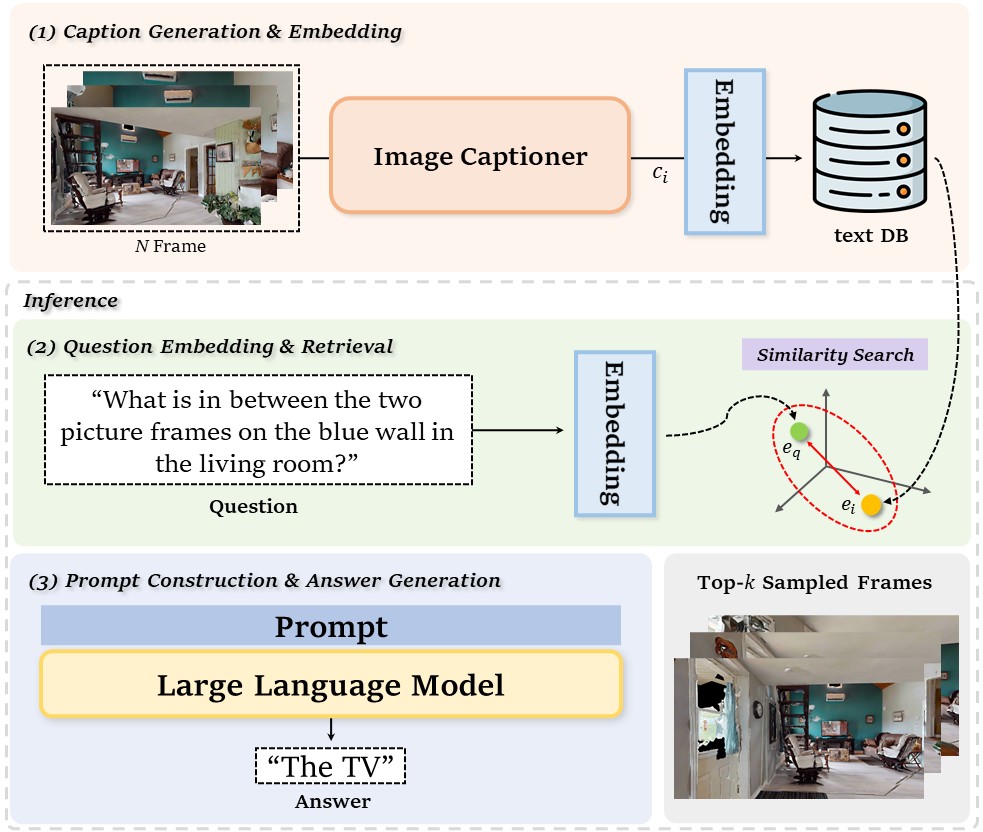 (1) Caption Generation & Embedding
Image Captioner
c_i
Embedding
N Frame
text DB
Inference
(2) Question Embedding & Retrieval
“What is in between the two
picture frames on the blue wall in
the living room?”
Question
Embedding
Similarity Search
e_q
e_i
(3) Prompt Construction & Answer Generation
Prompt
Large Language Model
“The TV”
Answer
Top-k Sampled Frames